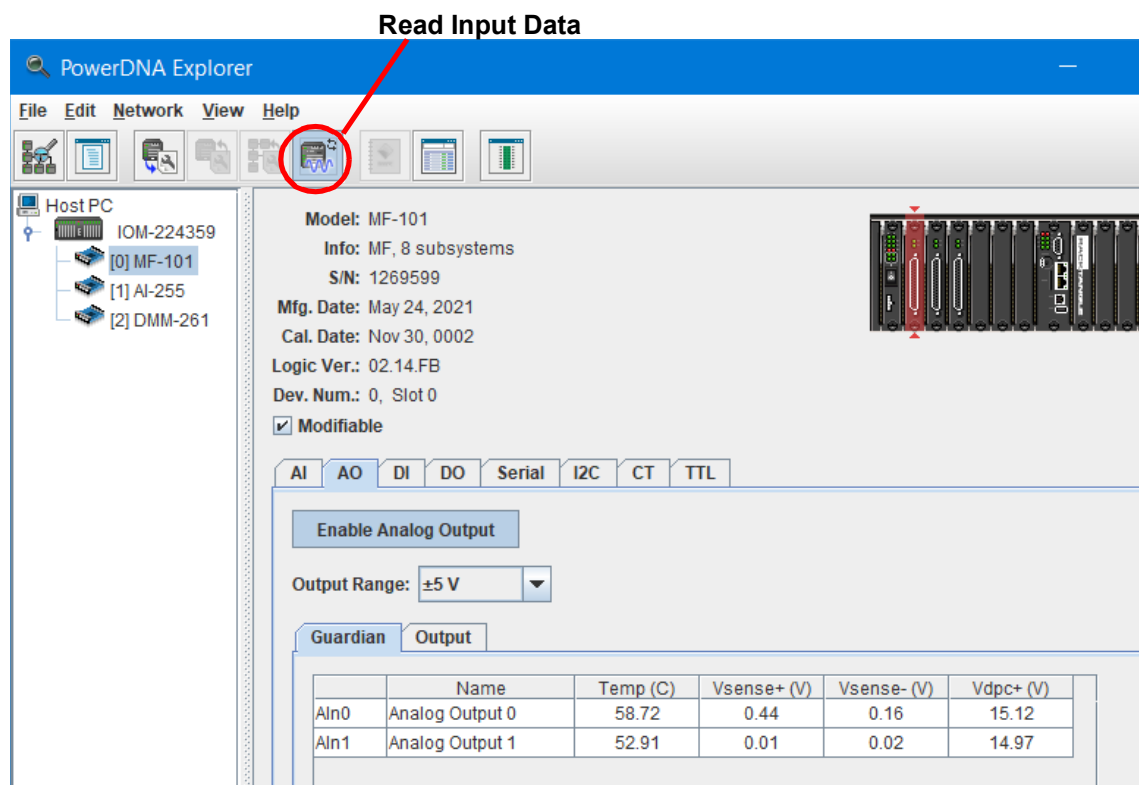 Read Input Data
PowerDNA Explorer
File Edit Network View Help
Host PC
IOM-224359
[0] MF-101
[1] AI-255
[2] DMM-261
Model: MF-101
Info: MF, 8 subsystems
S/N: 1269599
Mfg. Date: May 24, 2021
Cal. Date: Nov 30, 0002
Logic Ver.: 02.14.FB
Dev. Num.: 0, Slot 0
Modifiable
RACKTANGLE
AI AO DI DO Serial I2C CT TTL
Enable Analog Output
Output Range: ±5 V
Guardian Output
Name Temp (C) Vsense+ (V) Vsense- (V) Vdpc+ (V)
AIn0 Analog Output 0 58.72 0.44 0.16 15.12
AIn1 Analog Output 1 52.91 0.01 0.02 14.97